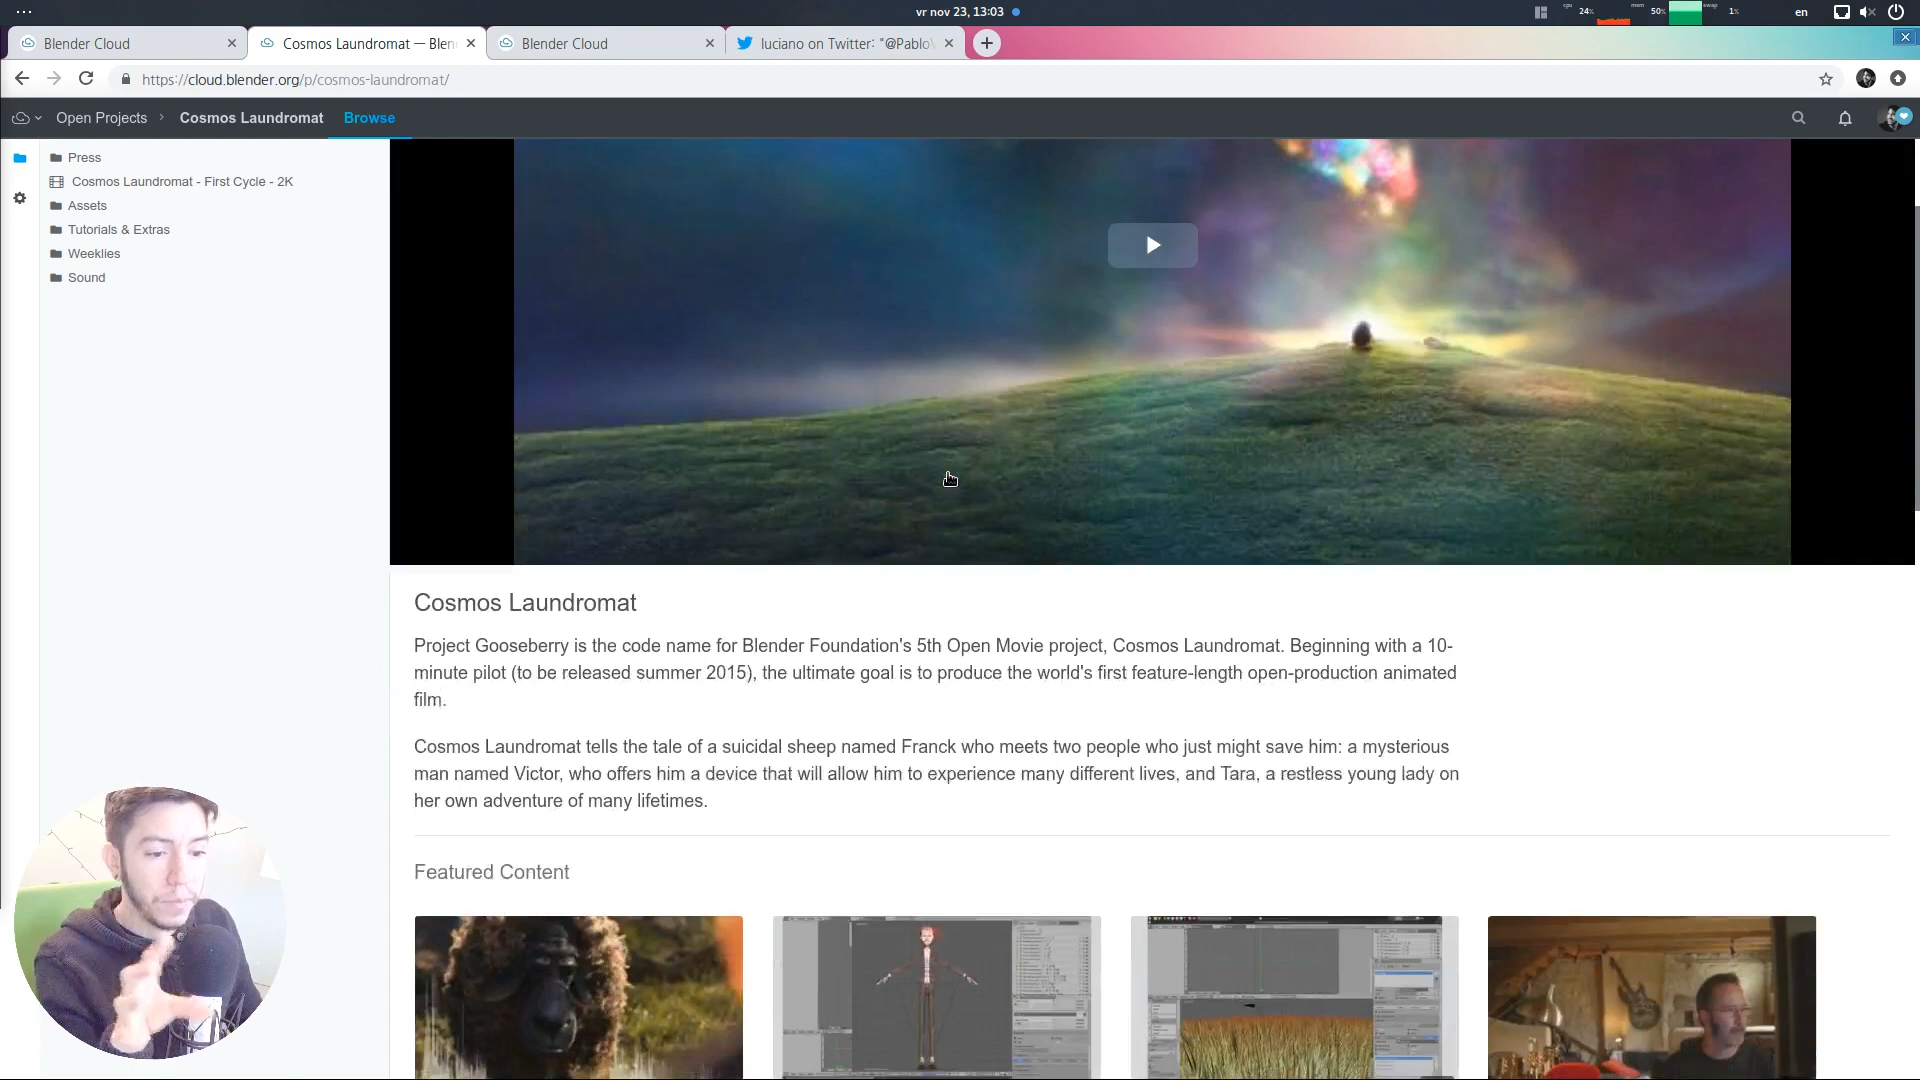 vr nov 23, 13:03
cpu 24% mem 50% swap 1% en
Blender Cloud
Cosmos Laundromat — Blen
Blender Cloud
luciano on Twitter: "@Pablo
https://cloud.blender.org/p/cosmos-laundromat/
Open Projects › Cosmos Laundromat Browse
Press
Cosmos Laundromat - First Cycle - 2K
Assets
Tutorials & Extras
Weeklies
Sound
Cosmos Laundromat
Project Gooseberry is the code name for Blender Foundation's 5th Open Movie project, Cosmos Laundromat. Beginning with a 10-
minute pilot (to be released summer 2015), the ultimate goal is to produce the world's first feature-length open-production animated
film.
Cosmos Laundromat tells the tale of a suicidal sheep named Franck who meets two people who just might save him: a mysterious
man named Victor, who offers him a device that will allow him to experience many different lives, and Tara, a restless young lady on
her own adventure of many lifetimes.
Featured Content